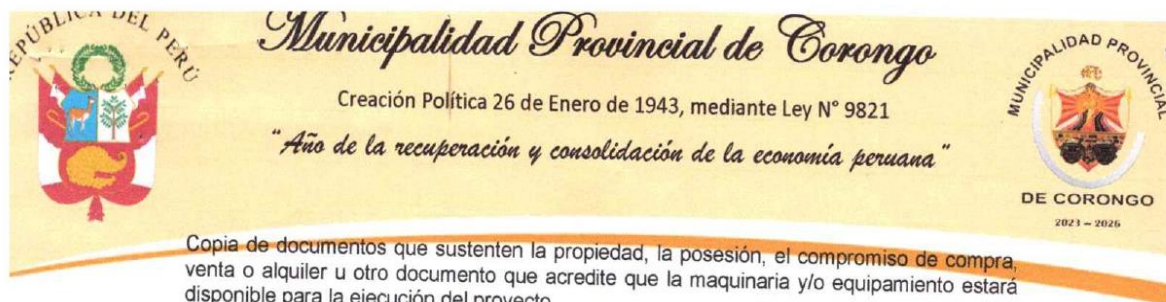 REPÚBLICA DEL PERÚ
Municipalidad Provincial de Corongo
Creación Política 26 de Enero de 1943, mediante Ley N° 9821
"Año de la recuperación y consolidación de la economía peruana"
MUNICIPALIDAD PROVINCIAL
DE CORONGO
2023 – 2026
Copia de documentos que sustenten la propiedad, la posesión, el compromiso de compra,
venta o alquiler u otro documento que acredite que la maquinaria y/o equipamiento estará
disponible para la ejecución del proyecto